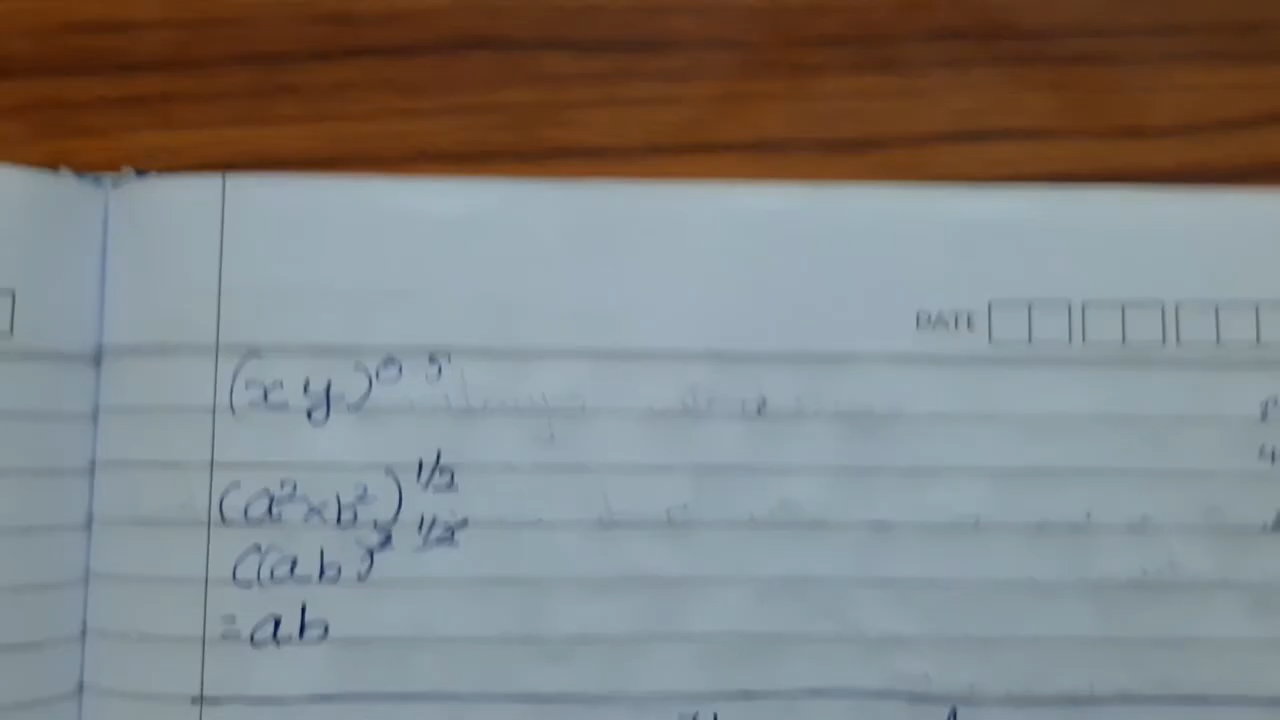 DATE
(xy)^0.5
(a²×b²)^1/2
((ab)² 1/2
=ab